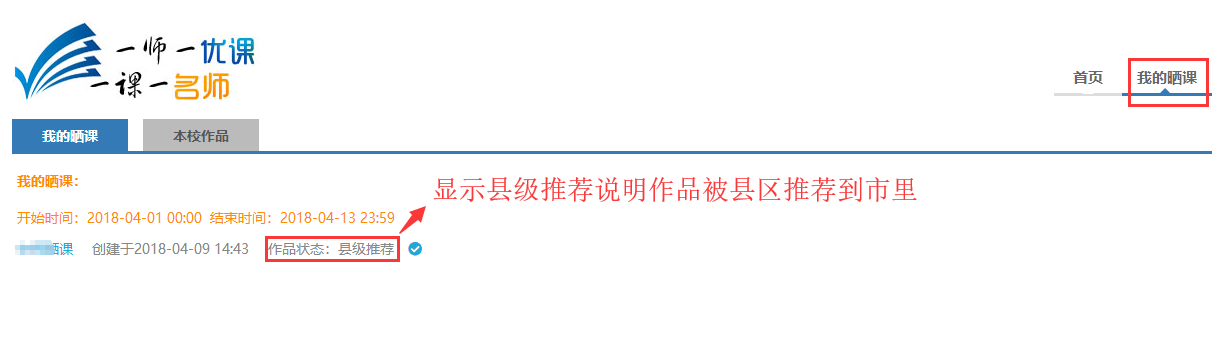 一师一优课
一课一名师
首页
我的晒课
我的晒课
本校作品
我的晒课:
显示县级推荐说明作品被县区推荐到市里
开始时间：2018-04-01 00:00 结束时间：2018-04-13 23:59
晒课 创建于2018-04-09 14:43 作品状态：县级推荐